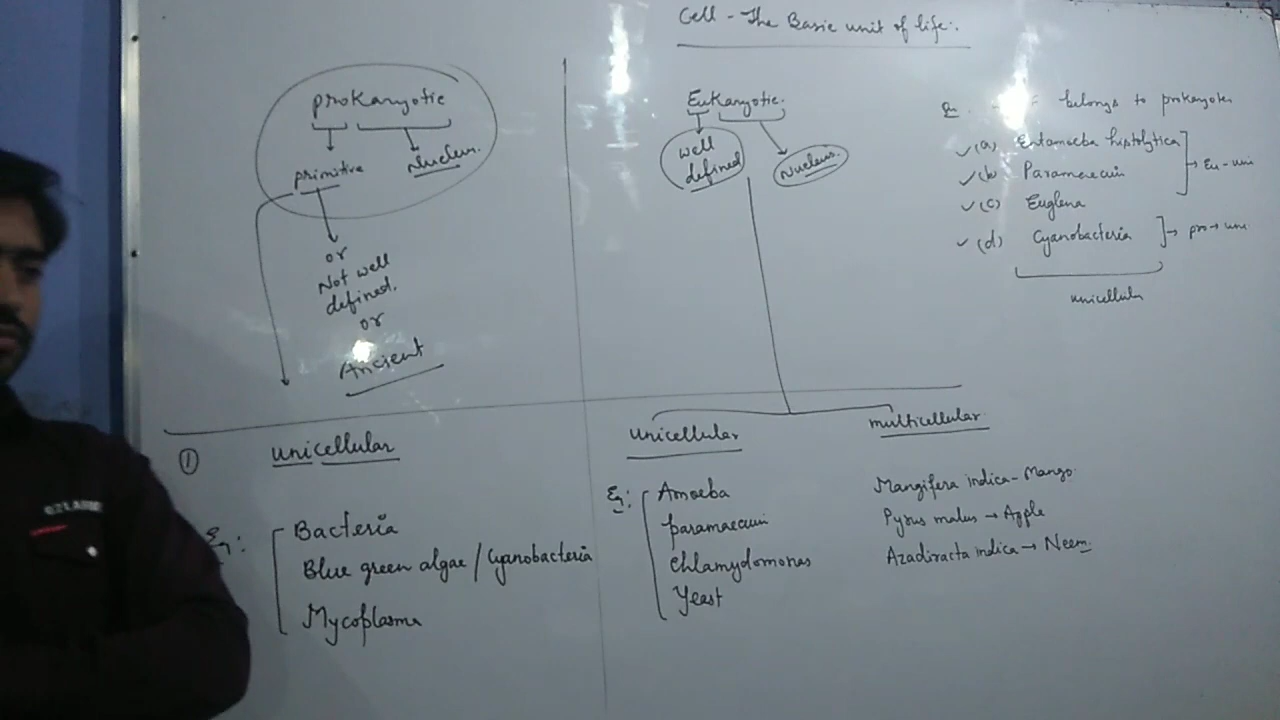 Cell - The Basic unit of life.
prokaryotic
primitive
Nucleus.
or
Not well
defined.
or
Ancient
Eukaryotic.
well
defined
Nucleus.
belongs to prokaryotes
(a) Entamoeba histolytica
(b) Paramaecium
→ Eu-uni
(c) Euglena
(d) Cyanobacteria → pro → uni
unicellular
① unicellular
Eg: Bacteria
Blue green algae / Cyanobacteria
Mycoplasma
unicellular
Eg: Amoeba
paramaecium
chlamydomonas
Yeast
multicellular
Mangifera indica - Mango
Pyrus malus → Apple
Azadiracta indica → Neem